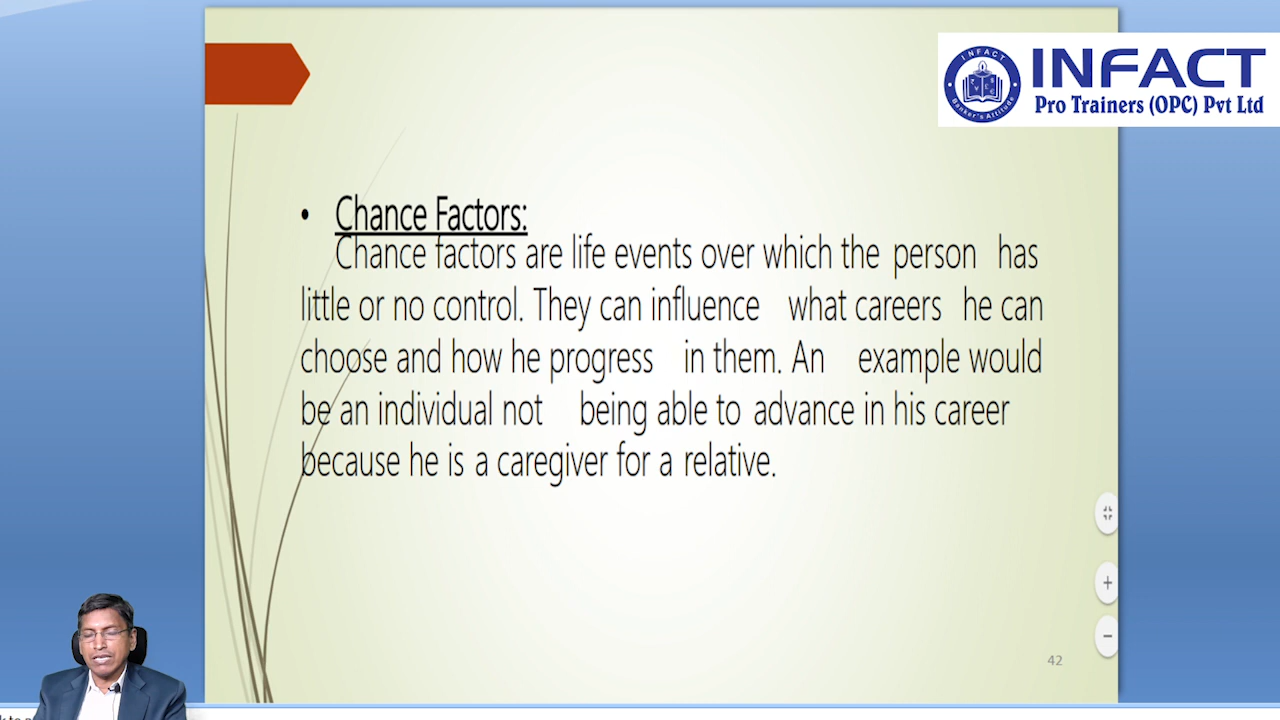 INFACT
Pro Trainers (OPC) Pvt Ltd
INFACT
Banker's Attitude
• Chance Factors:
Chance factors are life events over which the person has
little or no control. They can influence what careers he can
choose and how he progress in them. An example would
be an individual not being able to advance in his career
because he is a caregiver for a relative.
+
−
42